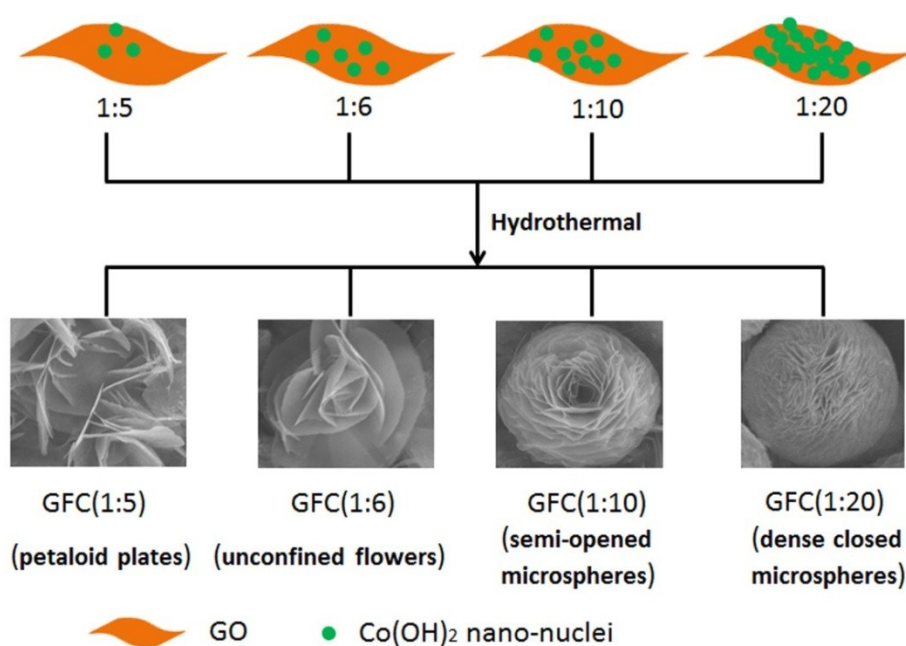 1:5 1:6 1:10 1:20
Hydrothermal
GFC(1:5) GFC(1:6) GFC(1:10) GFC(1:20)
(petaloid plates) (unconfined flowers) (semi-opened (dense closed
microspheres) microspheres)
GO Co(OH)₂ nano-nuclei